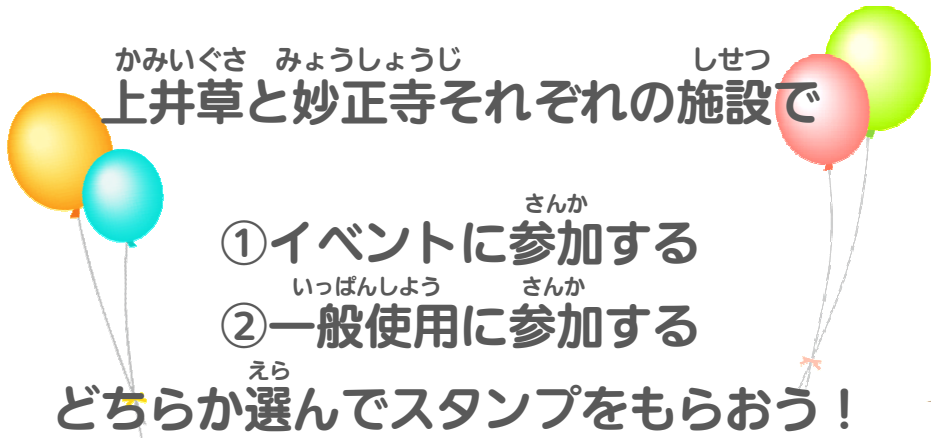 かみいぐさ　みょうしょうじ　しせつ
上井草と妙正寺それぞれの施設で
さんか
①イベントに参加する
いっぱんしよう　さんか
②一般使用に参加する
えら
どちらか選んでスタンプをもらおう！